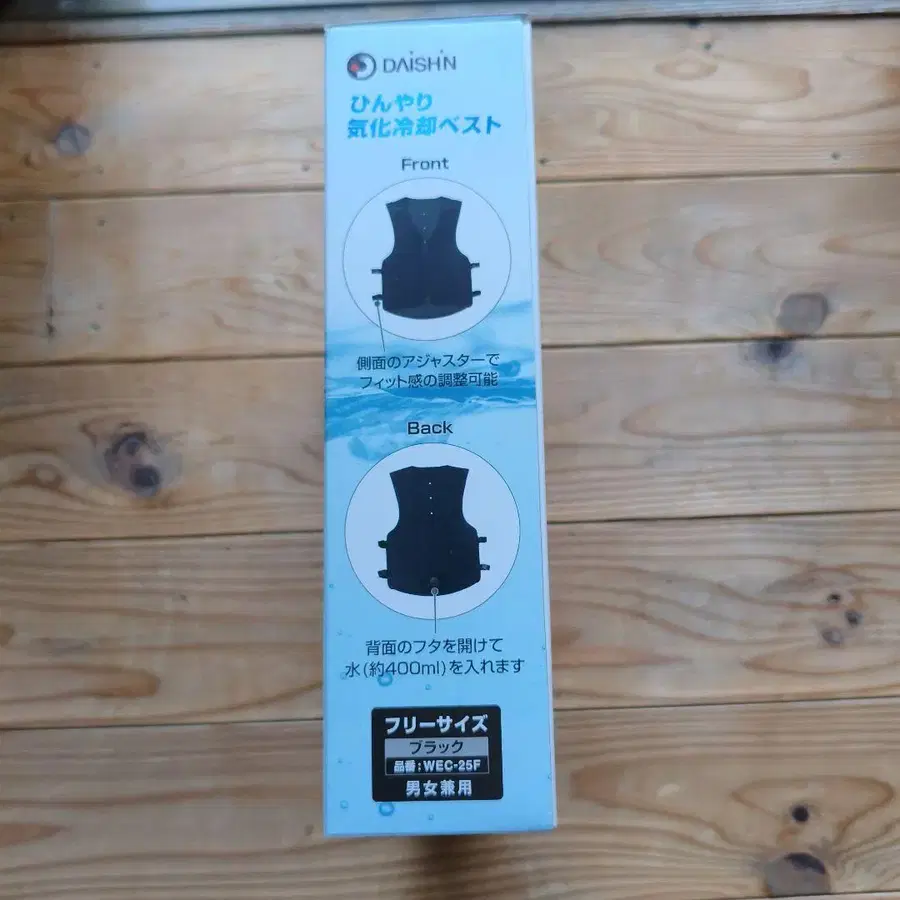 DAISHIN
ひんやり
気化冷却ベスト
Front
側面のアジャスターで
フィット感の調整可能
Back
背面のフタを開けて
水(約400ml)を入れます
フリーサイズ
ブラック
品番:WEC-25F
男女兼用